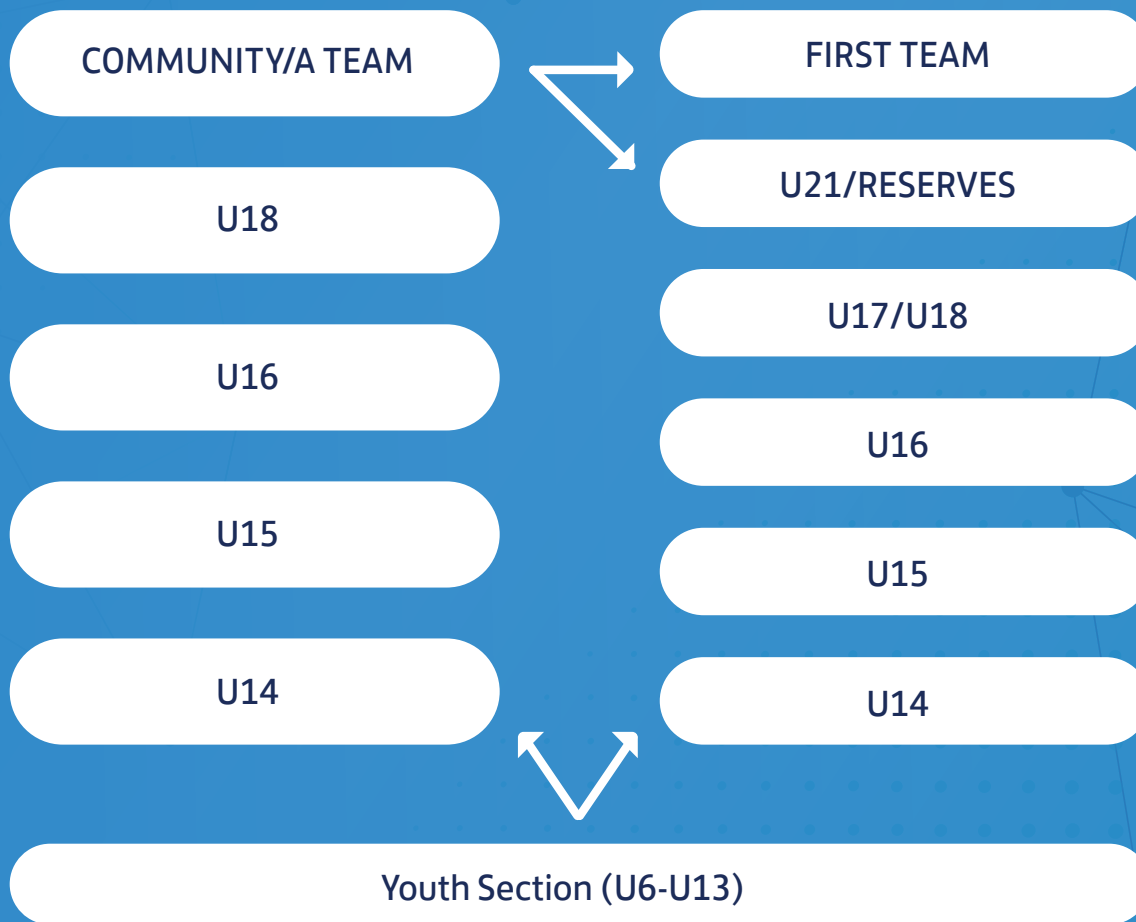 COMMUNITY/A TEAM
U18
U16
U15
U14
FIRST TEAM
U21/RESERVES
U17/U18
U16
U15
U14
Youth Section (U6-U13)